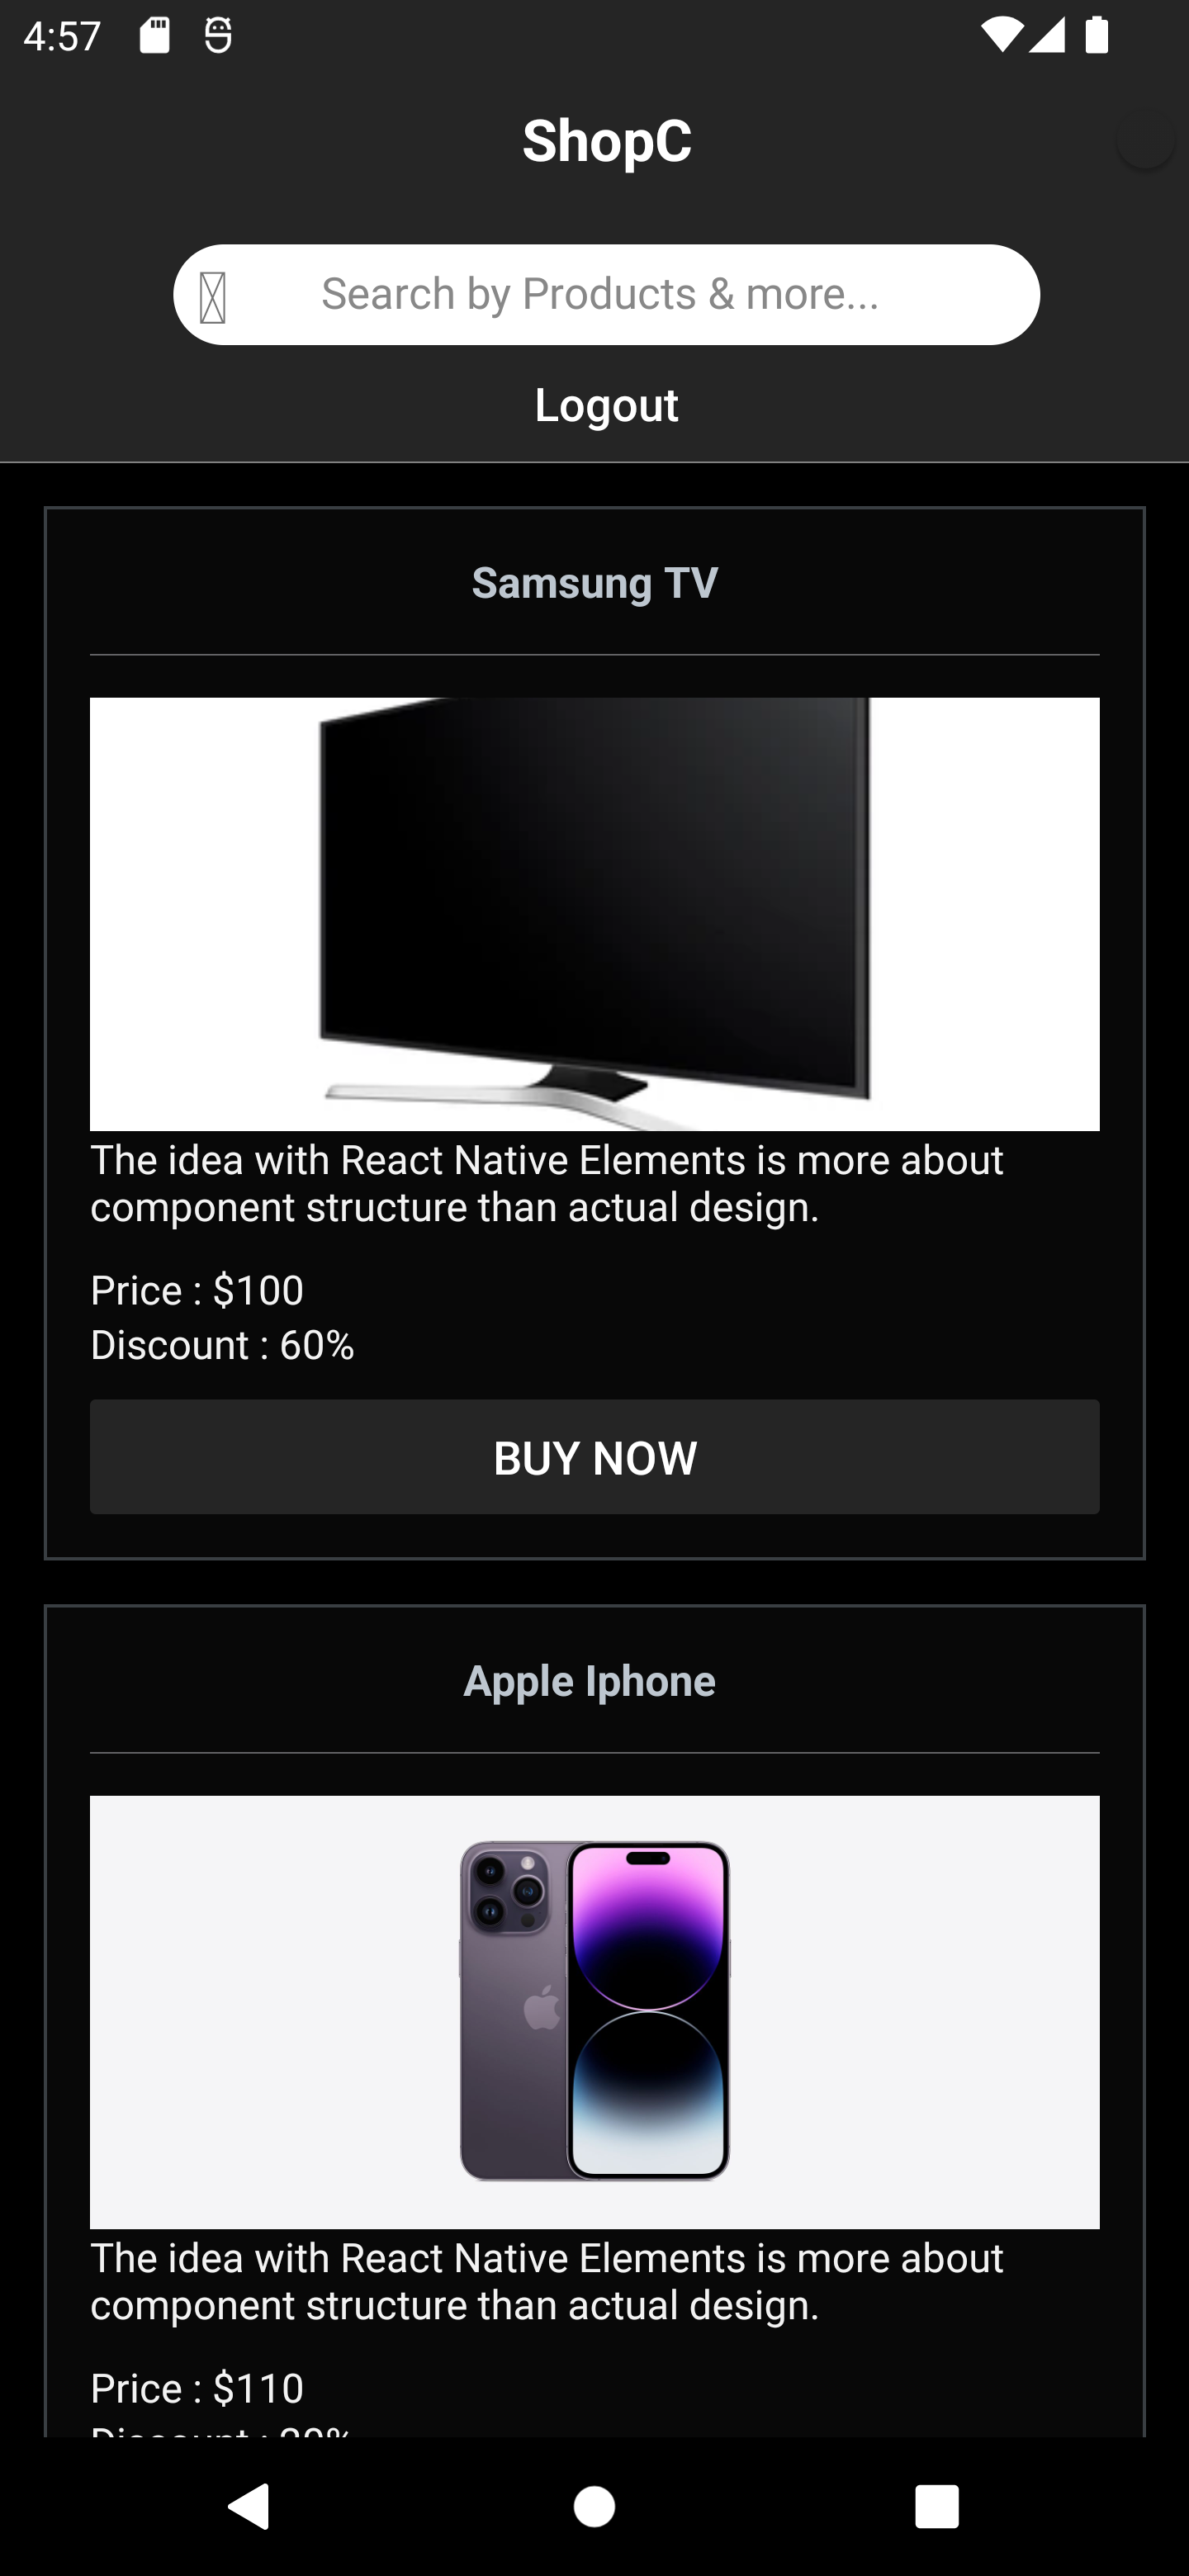 4:57
ShopC
Search by Products & more...
Logout
Samsung TV
The idea with React Native Elements is more about
component structure than actual design.
Price : $100
Discount : 60%
BUY NOW
Apple Iphone
The idea with React Native Elements is more about
component structure than actual design.
Price : $110
Discount :